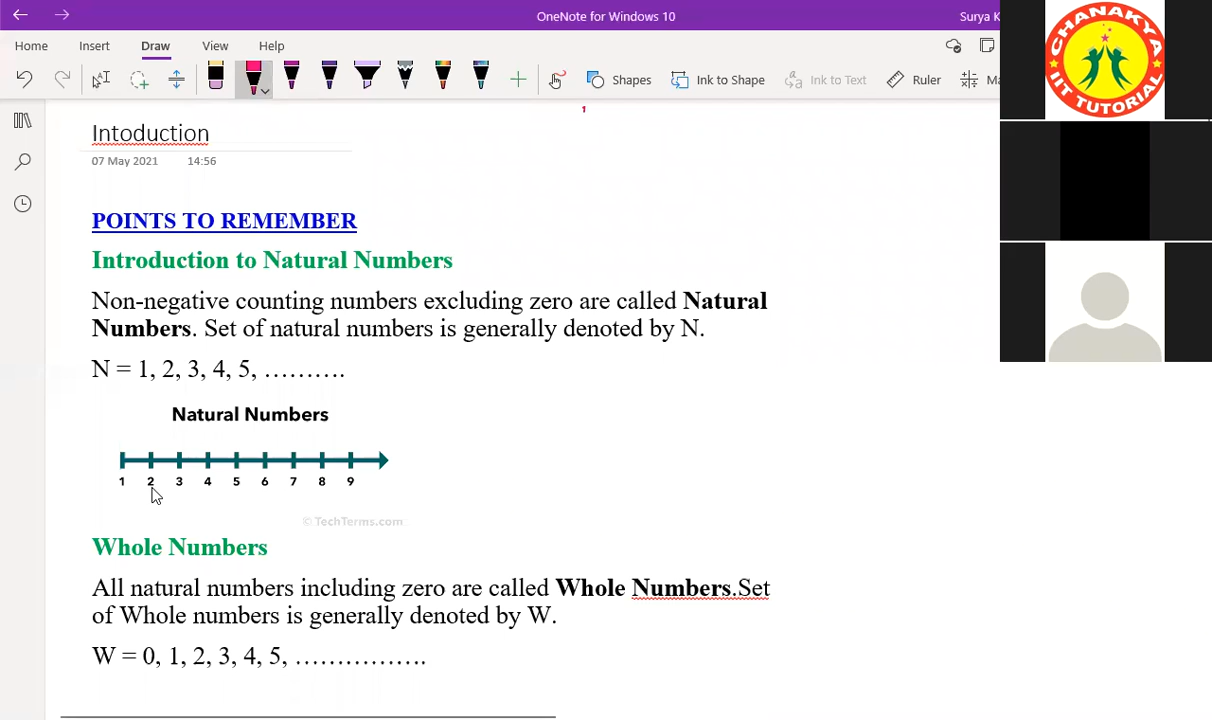 OneNote for Windows 10
Surya K
Home Insert Draw View Help
Shapes Ink to Shape Ink to Text Ruler Ma
1
Intoduction
07 May 2021 14:56
POINTS TO REMEMBER
Introduction to Natural Numbers
Non-negative counting numbers excluding zero are called Natural
Numbers. Set of natural numbers is generally denoted by N.
N = 1, 2, 3, 4, 5, ……….
Natural Numbers
1 2 3 4 5 6 7 8 9
© TechTerms.com
Whole Numbers
All natural numbers including zero are called Whole Numbers.Set
of Whole numbers is generally denoted by W.
W = 0, 1, 2, 3, 4, 5, …………….
CHANAKYA
IIT TUTORIAL